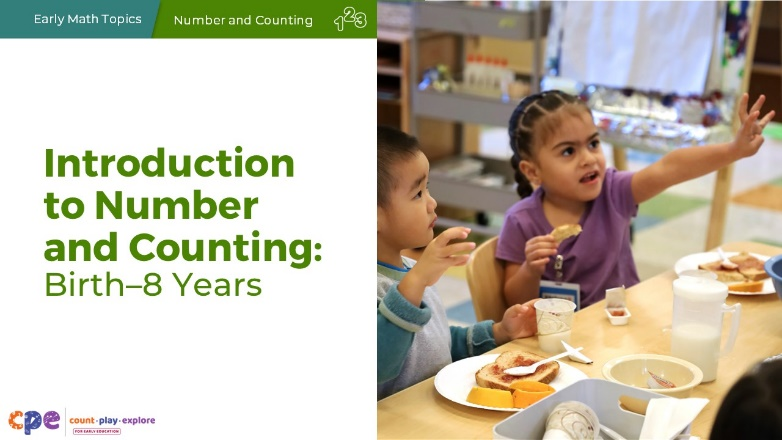 Early Math Topics
Number and Counting
123
Introduction
to Number
and Counting:
Birth–8 Years
cpe
count·play·explore
FOR EARLY EDUCATION